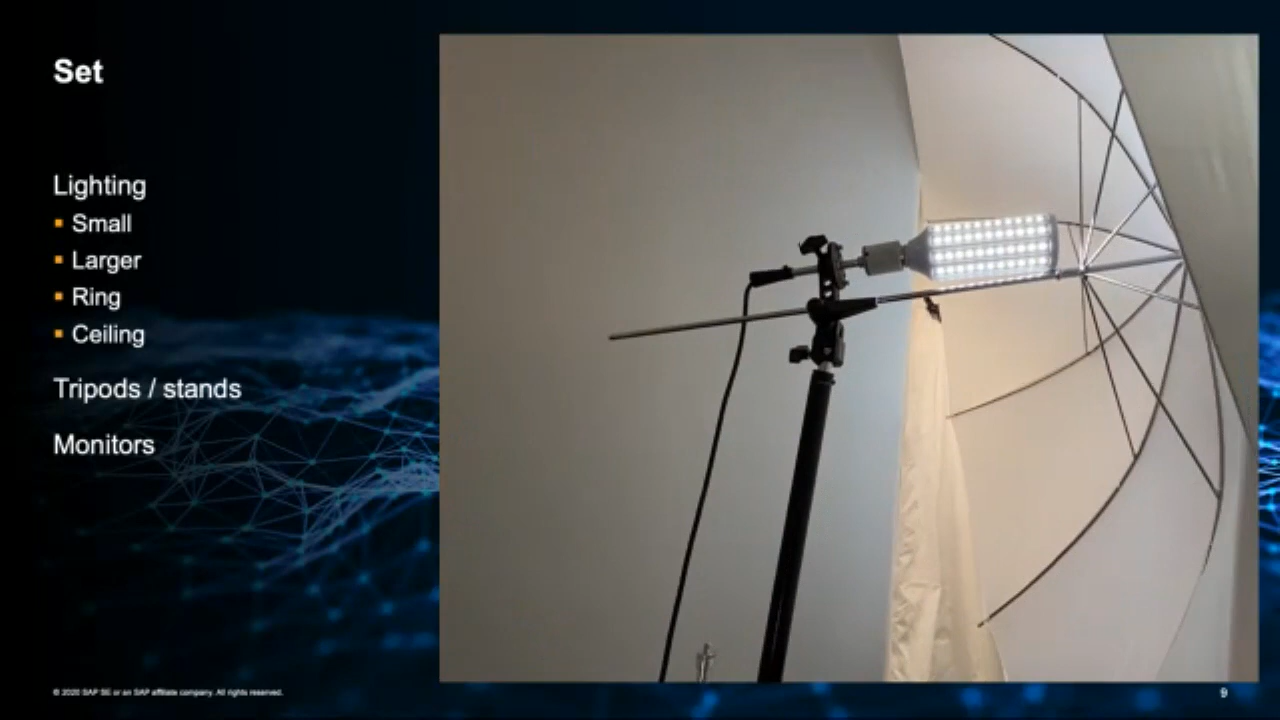 Set
Lighting
Small
Larger
Ring
Ceiling
Tripods / stands
Monitors
© 2020 SAP SE or an SAP affiliate company. All rights reserved.
9